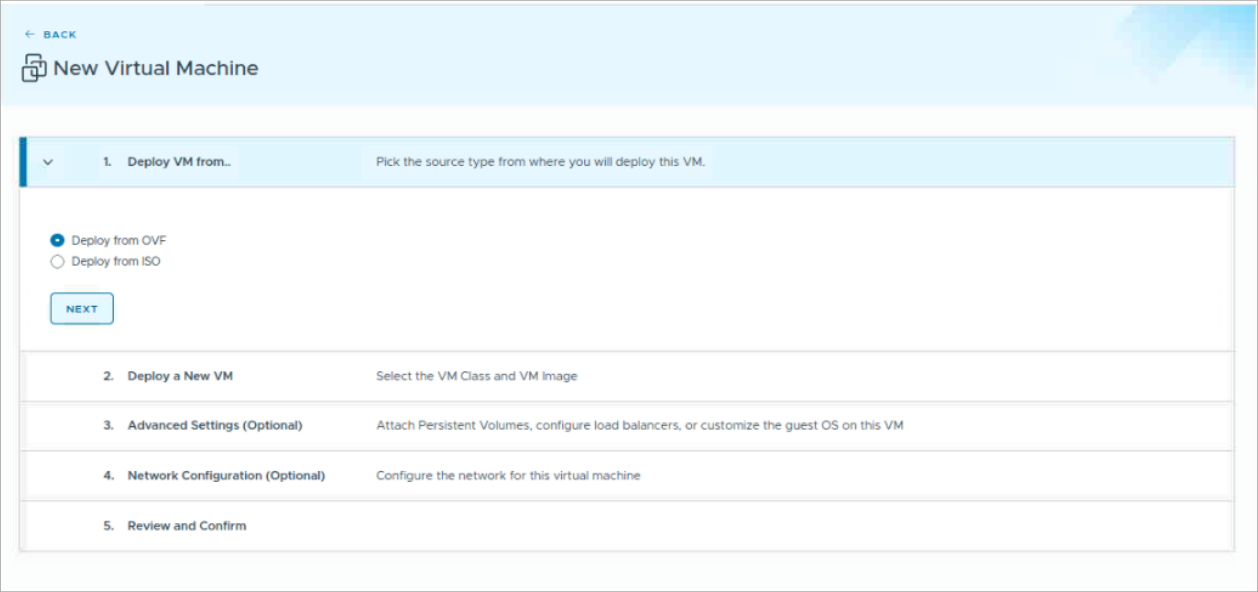 ← BACK
New Virtual Machine
1. Deploy VM from.. Pick the source type from where you will deploy this VM.
Deploy from OVF
Deploy from ISO
NEXT
2. Deploy a New VM Select the VM Class and VM Image
3. Advanced Settings (Optional) Attach Persistent Volumes, configure load balancers, or customize the guest OS on this VM
4. Network Configuration (Optional) Configure the network for this virtual machine
5. Review and Confirm